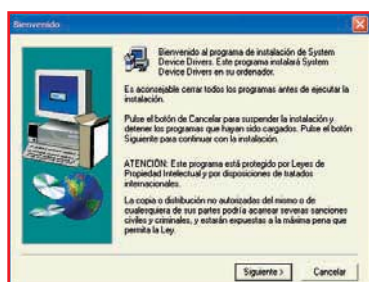 Bienvenido
Bienvenido al programa de instalación de System
Device Drivers. Este programa instalará System
Device Drivers en su ordenador.
Es aconsejable cerrar todos los programas antes de ejecutar la
instalación.
Pulse el botón de Cancelar para suspender la instalación y
detener los programas que hayan sido cargados. Pulse el botón
Siguiente para continuar con la instalación.
ATENCIÓN: Este programa está protegido por Leyes de
Propiedad Intelectual y por disposiciones de tratados
internacionales.
La copia o distribución no autorizadas del mismo o de
cualesquiera de sus partes podría acarrear severas sanciones
civiles y criminales, y estarán expuestas a la máxima pena que
permita la Ley.
Siguiente >
Cancelar